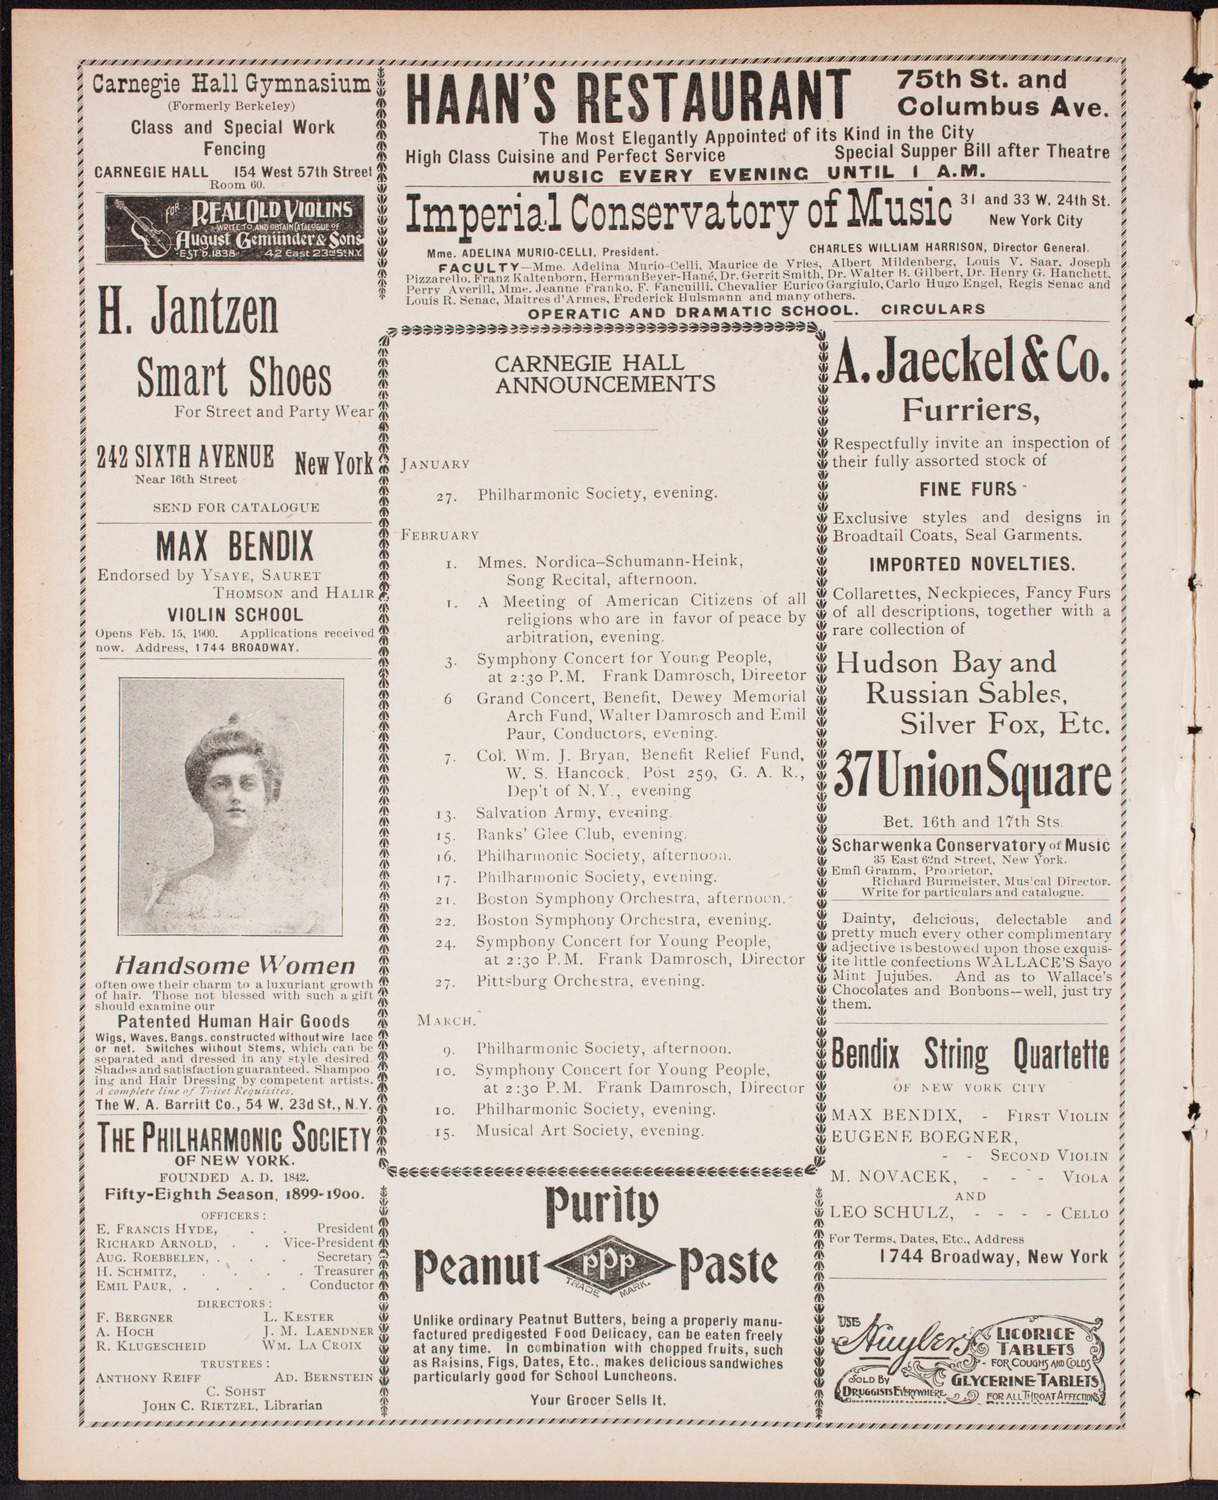 Carnegie Hall Gymnasium
(Formerly Berkeley)
Class and Special Work
Fencing
CARNEGIE HALL 154 West 57th Street
Room 60.
FOR REAL OLD VIOLINS
WRITE TO AND OBTAIN CATALOGUE OF
August Gemünder & Sons
EST'D. 1838 42 East 23rd St. N.Y.
H. Jantzen
Smart Shoes
For Street and Party Wear
242 SIXTH AVENUE New York
Near 16th Street
SEND FOR CATALOGUE
MAX BENDIX
Endorsed by YSAYE, SAURET
THOMSON and HALIR
VIOLIN SCHOOL
Opens Feb. 15, 1900. Applications received
now. Address, 1744 BROADWAY.
Handsome Women
often owe their charm to a luxuriant growth
of hair. Those not blessed with such a gift
should examine our
Patented Human Hair Goods
Wigs, Waves, Bangs, constructed without wire lace
or net. Switches without Stems, which can be
separated and dressed in any style desired.
Shades and satisfaction guaranteed. Shampoo
ing and Hair Dressing by competent artists.
A complete line of Toilet Requisites.
The W. A. Barritt Co., 54 W. 23d St., N.Y.
THE PHILHARMONIC SOCIETY
OF NEW YORK.
FOUNDED A. D. 1842.
Fifty-Eighth Season, 1899-1900.
OFFICERS:
E. FRANCIS HYDE, . . President
RICHARD ARNOLD, . . Vice-President
AUG. ROEBBELEN, . . . Secretary
H. SCHMITZ, . . . . Treasurer
EMIL PAUR, . . . . Conductor
DIRECTORS:
F. BERGNER L. KESTER
A. HOCH J. M. LAENDNER
R. KLUGESCHEID WM. LA CROIX
TRUSTEES:
ANTHONY REIFF AD. BERNSTEIN
C. SOHST
JOHN C. RIETZEL, Librarian
HAAN'S RESTAURANT 75th St. and
Columbus Ave.
The Most Elegantly Appointed of its Kind in the City
High Class Cuisine and Perfect Service Special Supper Bill after Theatre
MUSIC EVERY EVENING UNTIL 1 A.M.
Imperial Conservatory of Music 31 and 33 W. 24th St.
New York City
Mme. ADELINA MURIO-CELLI, President. CHARLES WILLIAM HARRISON, Director General.
FACULTY—Mme. Adelina Murio-Celli, Maurice de Vries, Albert Mildenberg, Louis V. Saar, Joseph
Pizzarello, Franz Kaltenborn, Herman Beyer-Hané, Dr. Gerrit Smith, Dr. Walter B. Gilbert, Dr. Henry G. Hanchett,
Perry Averill, Mme. Jeanne Franko, F. Fancuilli, Chevalier Eurico Gargiulo, Carlo Hugo Engel, Regis Senac and
Louis R. Senac, Maitres d'Armes, Frederick Hulsmann and many others.
OPERATIC AND DRAMATIC SCHOOL. CIRCULARS
CARNEGIE HALL
ANNOUNCEMENTS
JANUARY
27. Philharmonic Society, evening.
FEBRUARY
1. Mmes. Nordica–Schumann-Heink,
Song Recital, afternoon.
1. A Meeting of American Citizens of all
religions who are in favor of peace by
arbitration, evening.
3. Symphony Concert for Young People,
at 2:30 P.M. Frank Damrosch, Director
6 Grand Concert, Benefit, Dewey Memorial
Arch Fund, Walter Damrosch and Emil
Paur, Conductors, evening.
7. Col. Wm. J. Bryan, Benefit Relief Fund,
W. S. Hancock, Post 259, G. A. R.,
Dep't of N.Y., evening
13. Salvation Army, evening.
15. Banks' Glee Club, evening.
16. Philharmonic Society, afternoon.
17. Philharmonic Society, evening.
21. Boston Symphony Orchestra, afternoon.
22. Boston Symphony Orchestra, evening.
24. Symphony Concert for Young People,
at 2:30 P.M. Frank Damrosch, Director
27. Pittsburg Orchestra, evening.
MARCH.
9. Philharmonic Society, afternoon.
10. Symphony Concert for Young People,
at 2:30 P.M. Frank Damrosch, Director
10. Philharmonic Society, evening.
15. Musical Art Society, evening.
Purity
Peanut PPP Paste
TRADE MARK.
Unlike ordinary Peatnut Butters, being a properly manu-
factured predigested Food Delicacy, can be eaten freely
at any time. In combination with chopped fruits, such
as Raisins, Figs, Dates, Etc., makes delicious sandwiches
particularly good for School Luncheons.
Your Grocer Sells It.
A. Jaeckel & Co.
Furriers,
Respectfully invite an inspection of
their fully assorted stock of
FINE FURS
Exclusive styles and designs in
Broadtail Coats, Seal Garments.
IMPORTED NOVELTIES.
Collarettes, Neckpieces, Fancy Furs
of all descriptions, together with a
rare collection of
Hudson Bay and
Russian Sables,
Silver Fox, Etc.
37 Union Square
Bet. 16th and 17th Sts.
Scharwenka Conservatory of Music
35 East 62nd Street, New York.
Emil Gramm, Proprietor,
Richard Burmeister, Musical Director.
Write for particulars and catalogue.
Dainty, delicious, delectable and
pretty much every other complimentary
adjective is bestowed upon those exquis-
ite little confections WALLACE'S Sayo
Mint Jujubes. And as to Wallace's
Chocolates and Bonbons—well, just try
them.
Bendix String Quartette
OF NEW YORK CITY
MAX BENDIX, - FIRST VIOLIN
EUGENE BOEGNER,
- - SECOND VIOLIN
M. NOVACEK, - - - VIOLA
AND
LEO SCHULZ, - - - - CELLO
For Terms, Dates, Etc., Address
1744 Broadway, New York
USE
Huyler's LICORICE
TABLETS
FOR COUGHS AND COLDS
SOLD BY GLYCERINE TABLETS
DRUGGISTS EVERYWHERE FOR ALL THROAT AFFECTIONS